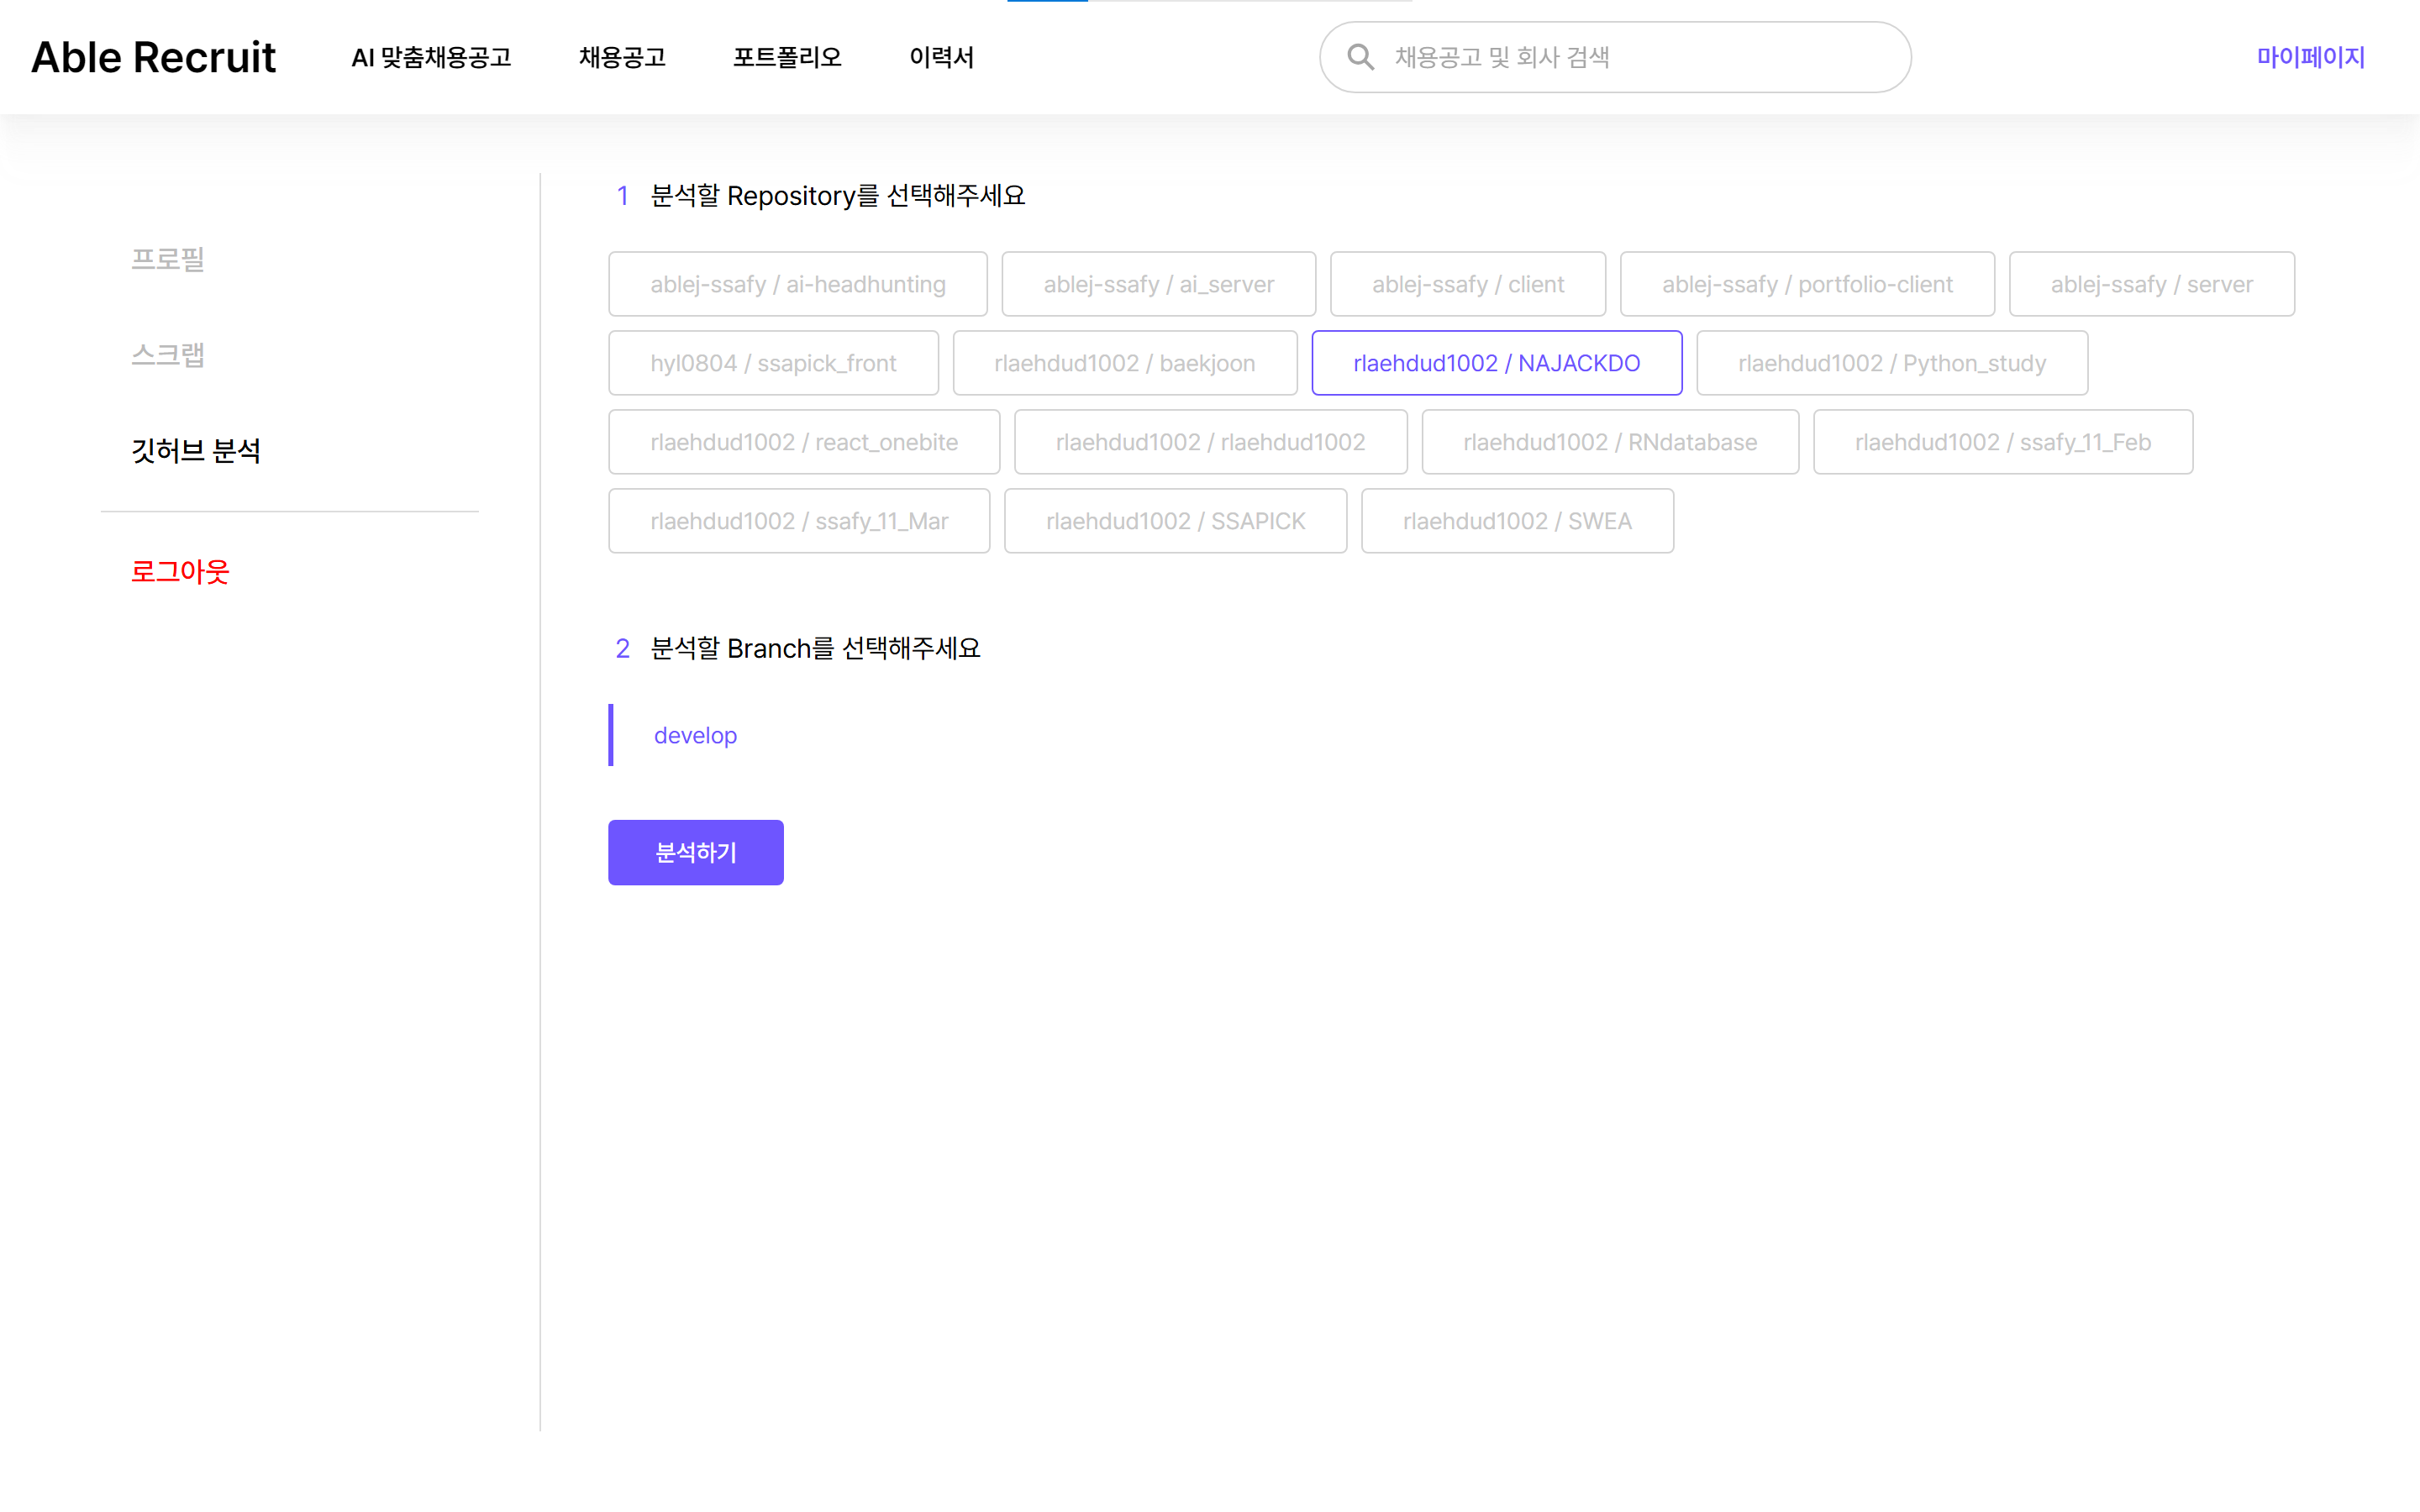 Able Recruit AI 맞춤채용공고 채용공고 포트폴리오 이력서 채용공고 및 회사 검색 마이페이지
프로필
스크랩
깃허브 분석
로그아웃
1 분석할 Repository를 선택해주세요
ablej-ssafy / ai-headhunting ablej-ssafy / ai_server ablej-ssafy / client ablej-ssafy / portfolio-client ablej-ssafy / server
hyl0804 / ssapick_front rlaehdud1002 / baekjoon rlaehdud1002 / NAJACKDO rlaehdud1002 / Python_study
rlaehdud1002 / react_onebite rlaehdud1002 / rlaehdud1002 rlaehdud1002 / RNdatabase rlaehdud1002 / ssafy_11_Feb
rlaehdud1002 / ssafy_11_Mar rlaehdud1002 / SSAPICK rlaehdud1002 / SWEA
2 분석할 Branch를 선택해주세요
develop
분석하기